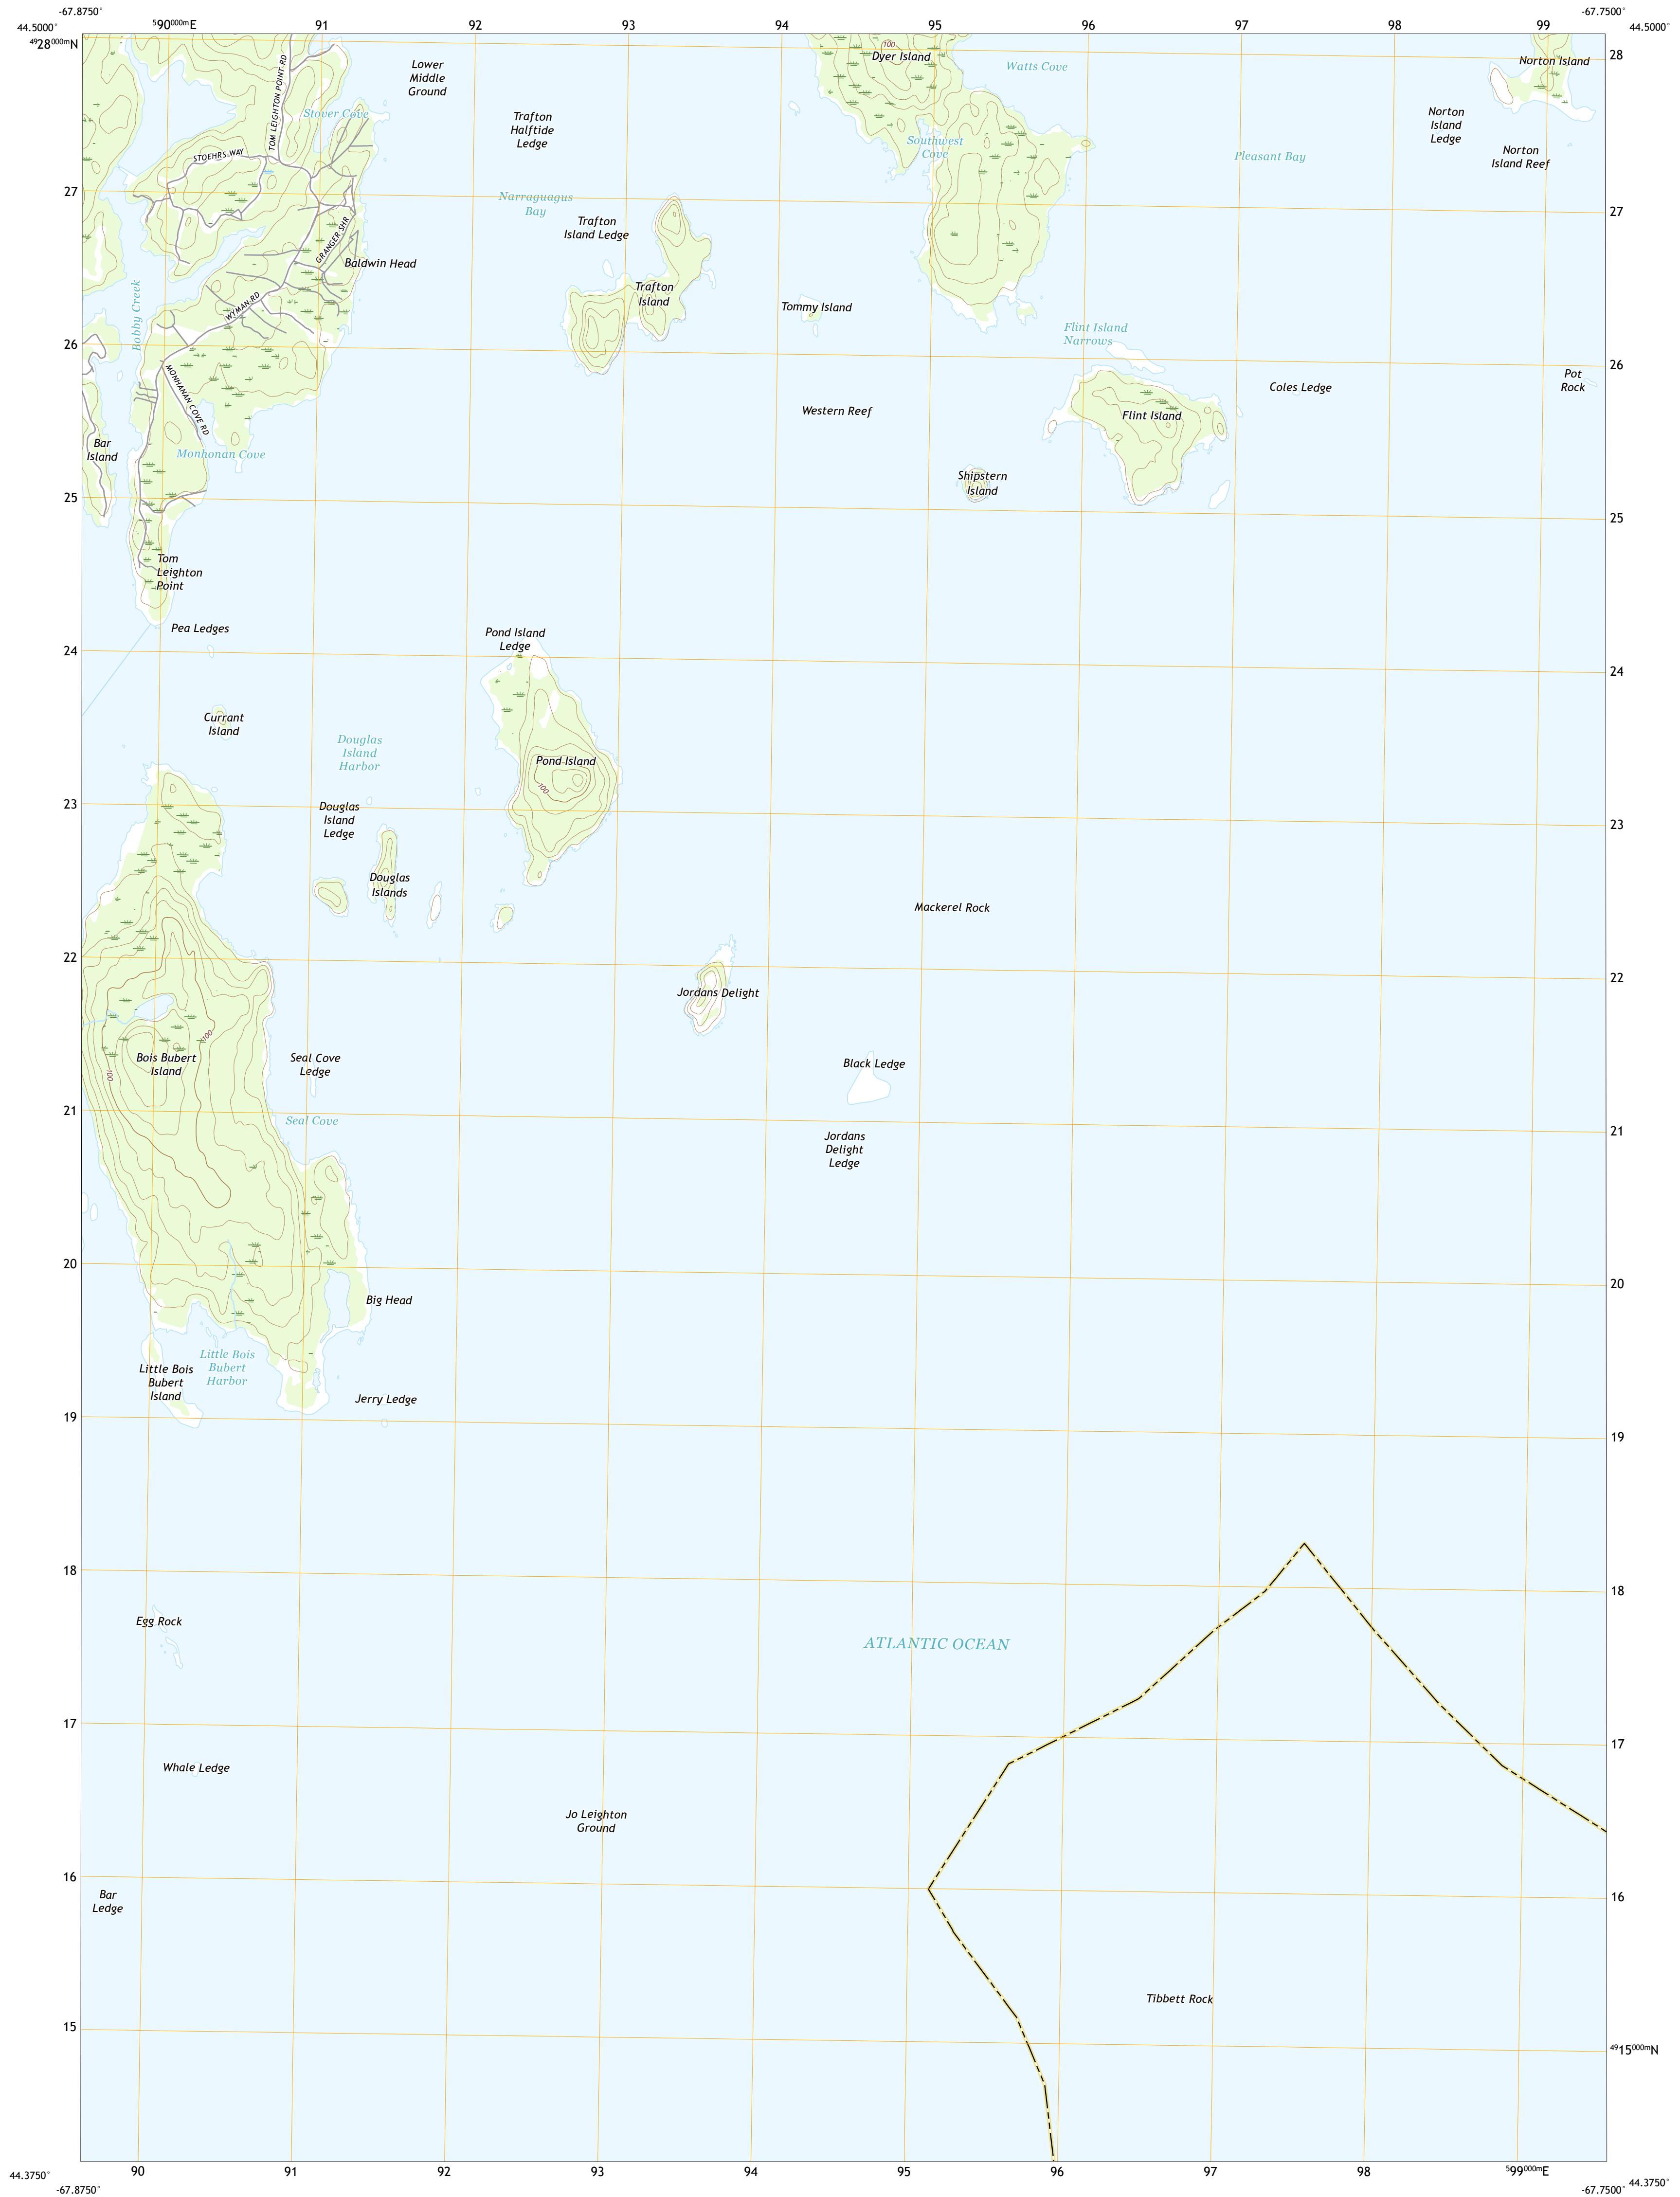 -67.8750°
44.5000°
⁵90⁰⁰⁰ᵐE
91
92
93
94
95
96
97
98
99
-67.7500°
44.5000°
⁴⁹28⁰⁰⁰ᵐN
28
27
27
26
26
25
25
24
24
23
23
22
22
21
21
20
20
19
19
18
18
17
17
16
16
15
⁴⁹15⁰⁰⁰ᵐN
TOM LEIGHTON POINT RD
Lower
Middle
Ground
100
Dyer Island
Watts Cove
Norton Island
Stover Cove
Trafton
Halftide
Ledge
Norton
Island
Ledge
Southwest
Cove
STOEHRS WAY
Pleasant Bay
Norton
Island Reef
Narraguagus
Bay
GRANGER SHR
Trafton
Island Ledge
Baldwin Head
Bobby Creek
WYMAN RD
Trafton
Island
Tommy Island
Flint Island
Narrows
MONHANAN COVE RD
Pot
Rock
Coles Ledge
Western Reef
Flint Island
Bar
Island
Monhonan Cove
Shipstern
Island
Tom
Leighton
Point
Pea Ledges
Pond Island
Ledge
Currant
Island
Douglas
Island
Harbor
Pond Island
100
Douglas
Island
Ledge
Douglas
Islands
Mackerel Rock
Jordans Delight
100
Bois Bubert
Island
100
Seal Cove
Ledge
Black Ledge
Seal Cove
Jordans
Delight
Ledge
Big Head
Little Bois
Bubert
Harbor
Little Bois
Bubert
Island
Jerry Ledge
Egg Rock
ATLANTIC OCEAN
Whale Ledge
Jo Leighton
Ground
Bar
Ledge
Tibbett Rock
44.3750°
-67.8750°
90
91
92
93
94
95
96
97
98
⁵99⁰⁰⁰ᵐE
44.3750°
-67.7500°